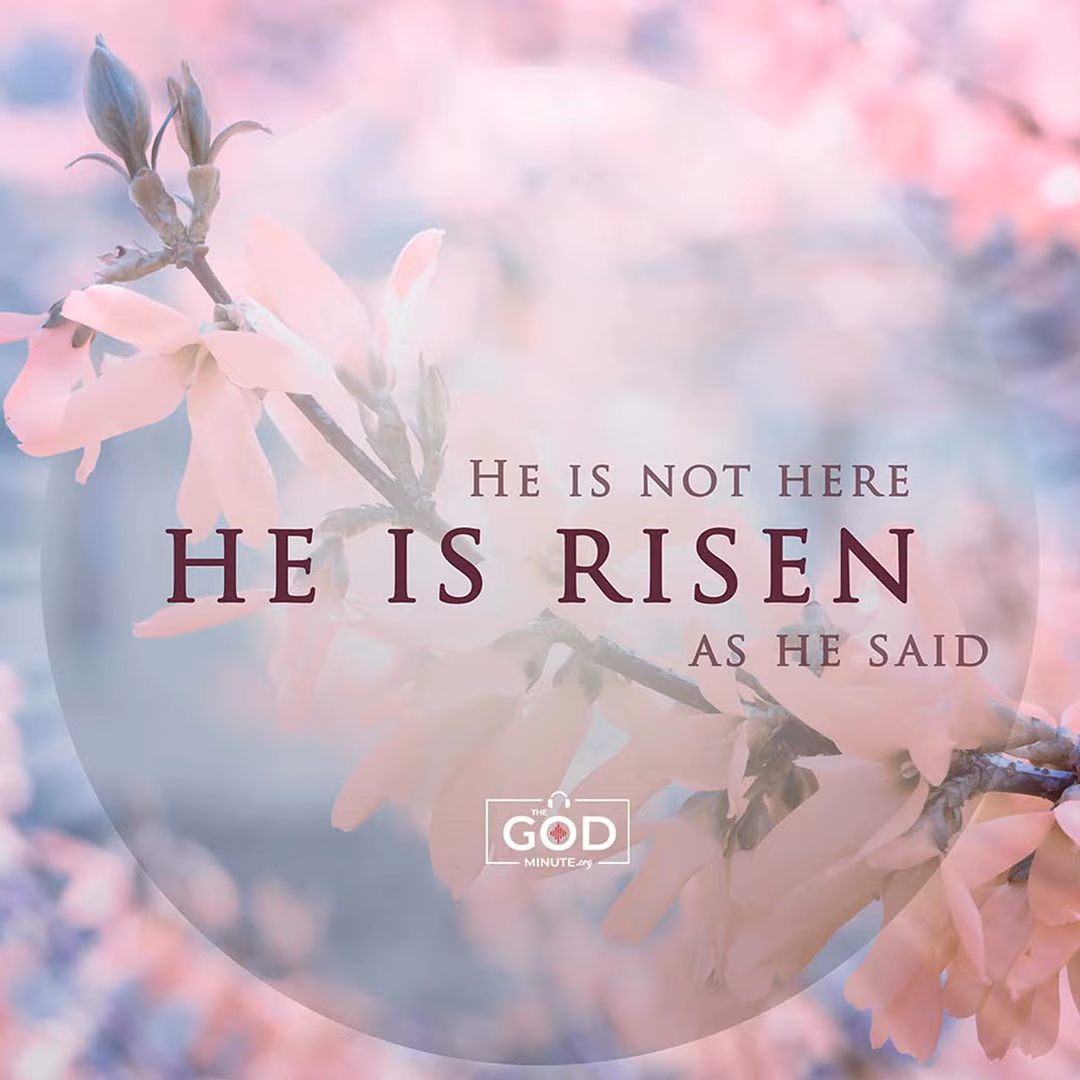 He is not here
He is risen
as he said
THE
GOD
MINUTE.org